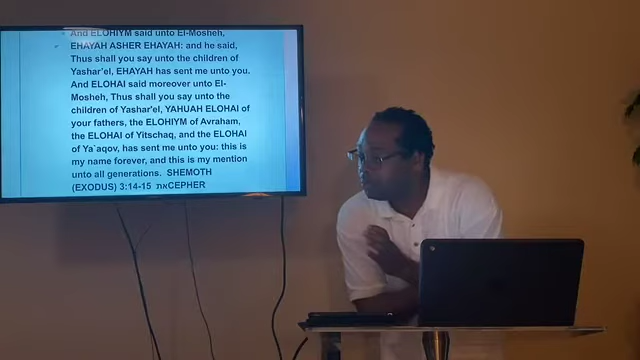 And ELOHIYM said unto El-Mosheh,
EHAYAH ASHER EHAYAH: and he said,
Thus shall you say unto the children of
Yashar'el, EHAYAH has sent me unto you.
And ELOHAI said moreover unto El-
Mosheh, Thus shall you say unto the
children of Yashar'el, YAHUAH ELOHAI of
your fathers, the ELOHIYM of Avraham,
the ELOHAI of Yitschaq, and the ELOHAI
of Ya`aqov, has sent me unto you: this is
my name forever, and this is my mention
unto all generations. SHEMOTH
(EXODUS) 3:14-15 את CEPHER